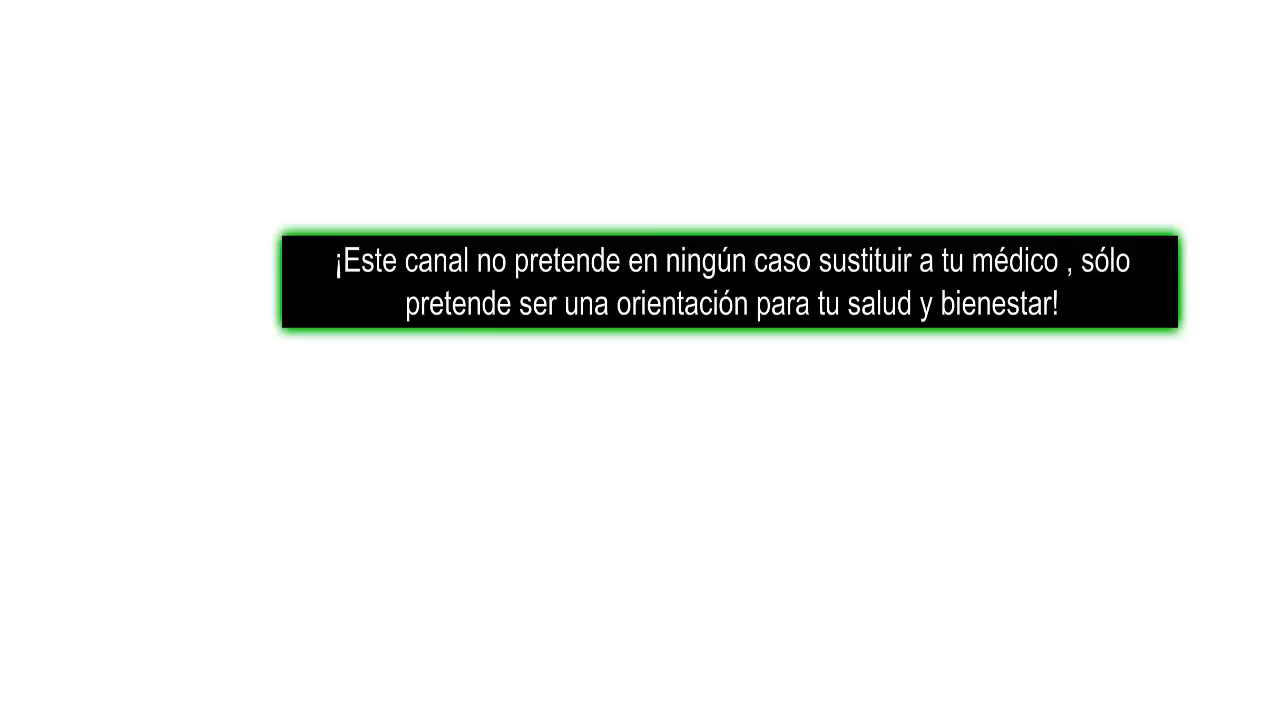 ¡Este canal no pretende en ningún caso sustituir a tu médico , sólo
pretende ser una orientación para tu salud y bienestar!